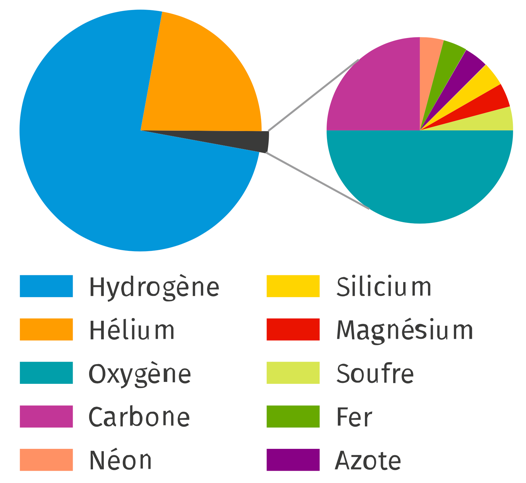 Hydrogène
Hélium
Oxygène
Carbone
Néon
Silicium
Magnésium
Soufre
Fer
Azote